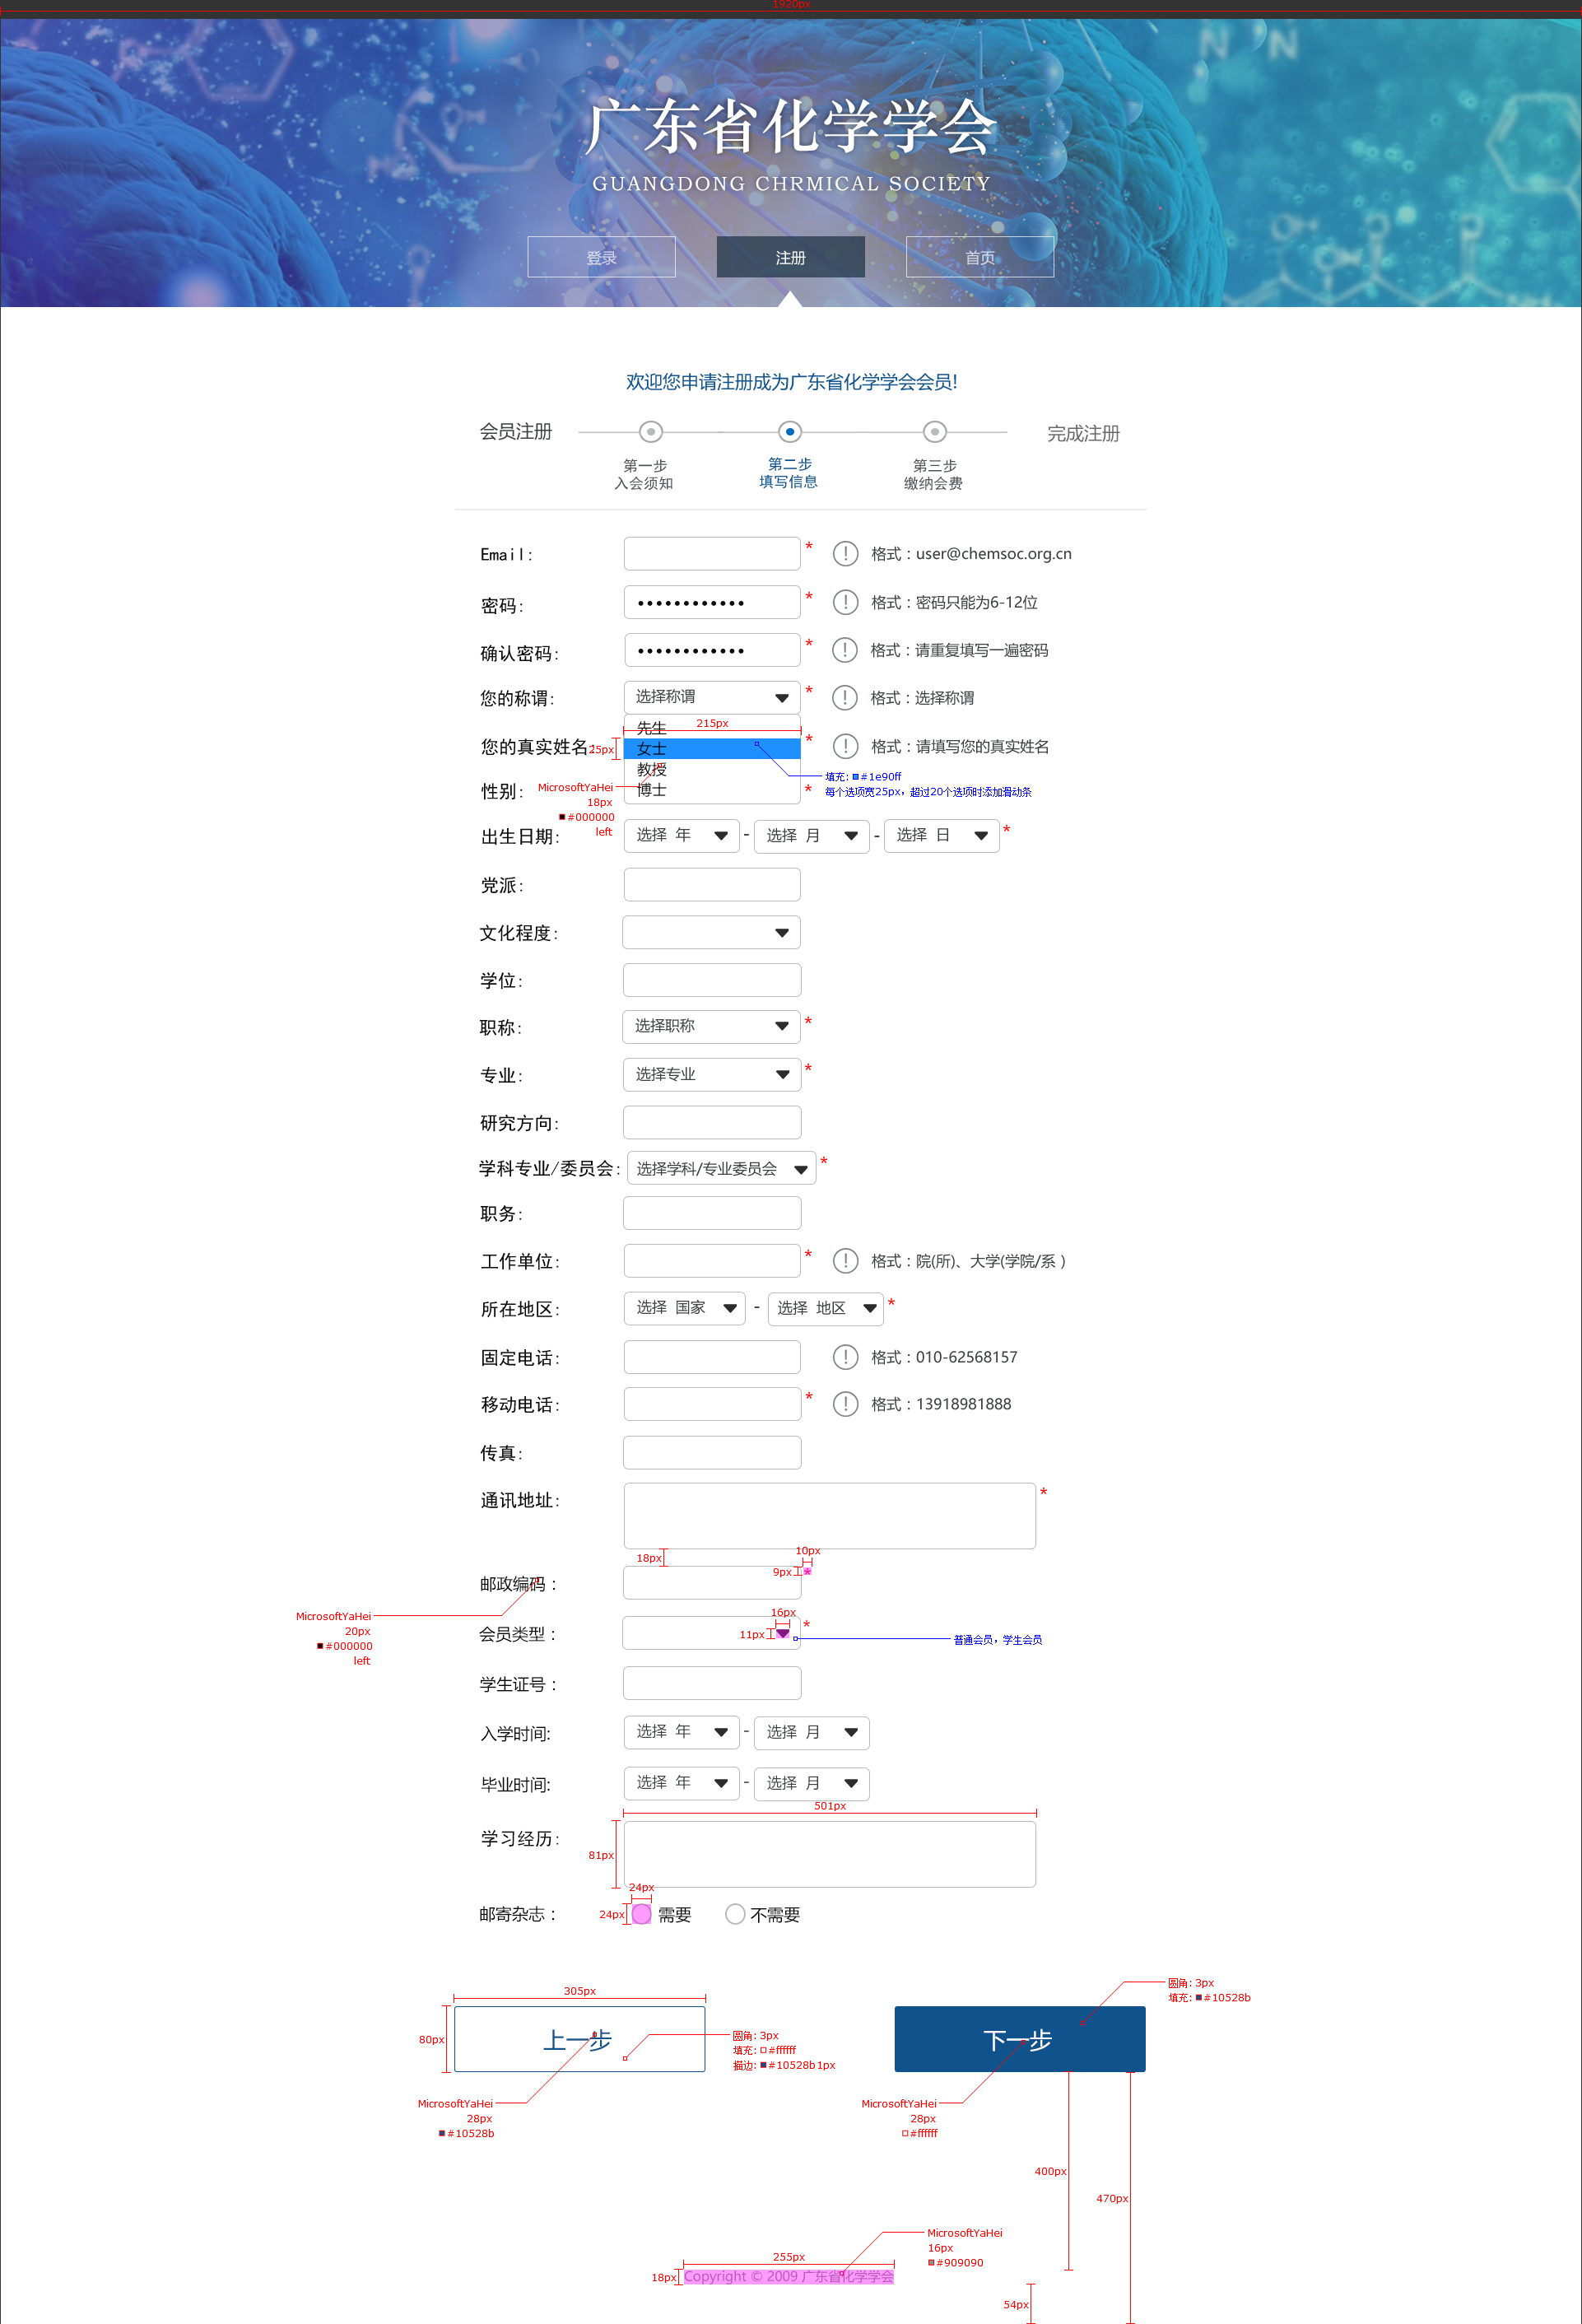 1920px
广东省化学学会
GUANGDONG CHRMICAL SOCIETY
登录
注册
首页
欢迎您申请注册成为广东省化学学会会员!
会员注册
完成注册
第一步
入会须知
第二步
填写信息
第三步
缴纳会费
Email:
*
! 格式：user@chemsoc.org.cn
密码:
••••••••••••
*
! 格式：密码只能为6-12位
确认密码:
••••••••••••
*
! 格式：请重复填写一遍密码
您的称谓:
选择称谓
*
! 格式：选择称谓
先生
215px
您的真实姓名:
25px
女士
*
! 格式：请填写您的真实姓名
教授
填充: #1e90ff
每个选项宽25px，超过20个选项时添加滑动条
性别:
博士
*
MicrosoftYaHei
18px
#000000
left
出生日期:
选择 年
-
选择 月
-
选择 日
*
党派:
文化程度:
学位:
职称:
选择职称
*
专业:
选择专业
*
研究方向:
学科专业/委员会:
选择学科/专业委员会
*
职务:
工作单位:
*
! 格式：院(所)、大学(学院/系 )
所在地区:
选择 国家
-
选择 地区
*
固定电话:
! 格式：010-62568157
移动电话:
*
! 格式：13918981888
传真:
通讯地址:
*
18px
10px
9px
*
邮政编码：
MicrosoftYaHei
20px
#000000
left
16px
会员类型：
11px
*
普通会员，学生会员
学生证号：
入学时间:
选择 年
-
选择 月
毕业时间:
选择 年
-
选择 月
501px
学习经历:
81px
24px
邮寄杂志：
24px
需要
不需要
305px
80px
上一步
圆角: 3px
填充: #ffffff
描边: #10528b1px
MicrosoftYaHei
28px
#10528b
下一步
圆角: 3px
填充: #10528b
MicrosoftYaHei
28px
#ffffff
400px
470px
MicrosoftYaHei
16px
#909090
255px
18px
Copyright © 2009 广东省化学学会
54px